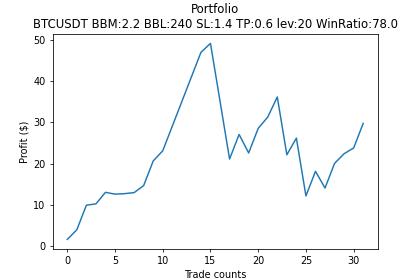 Portfolio
BTCUSDT BBM:2.2 BBL:240 SL:1.4 TP:0.6 lev:20 WinRatio:78.0
50
40
30
20
10
0
Profit ($)
0 5 10 15 20 25 30
Trade counts